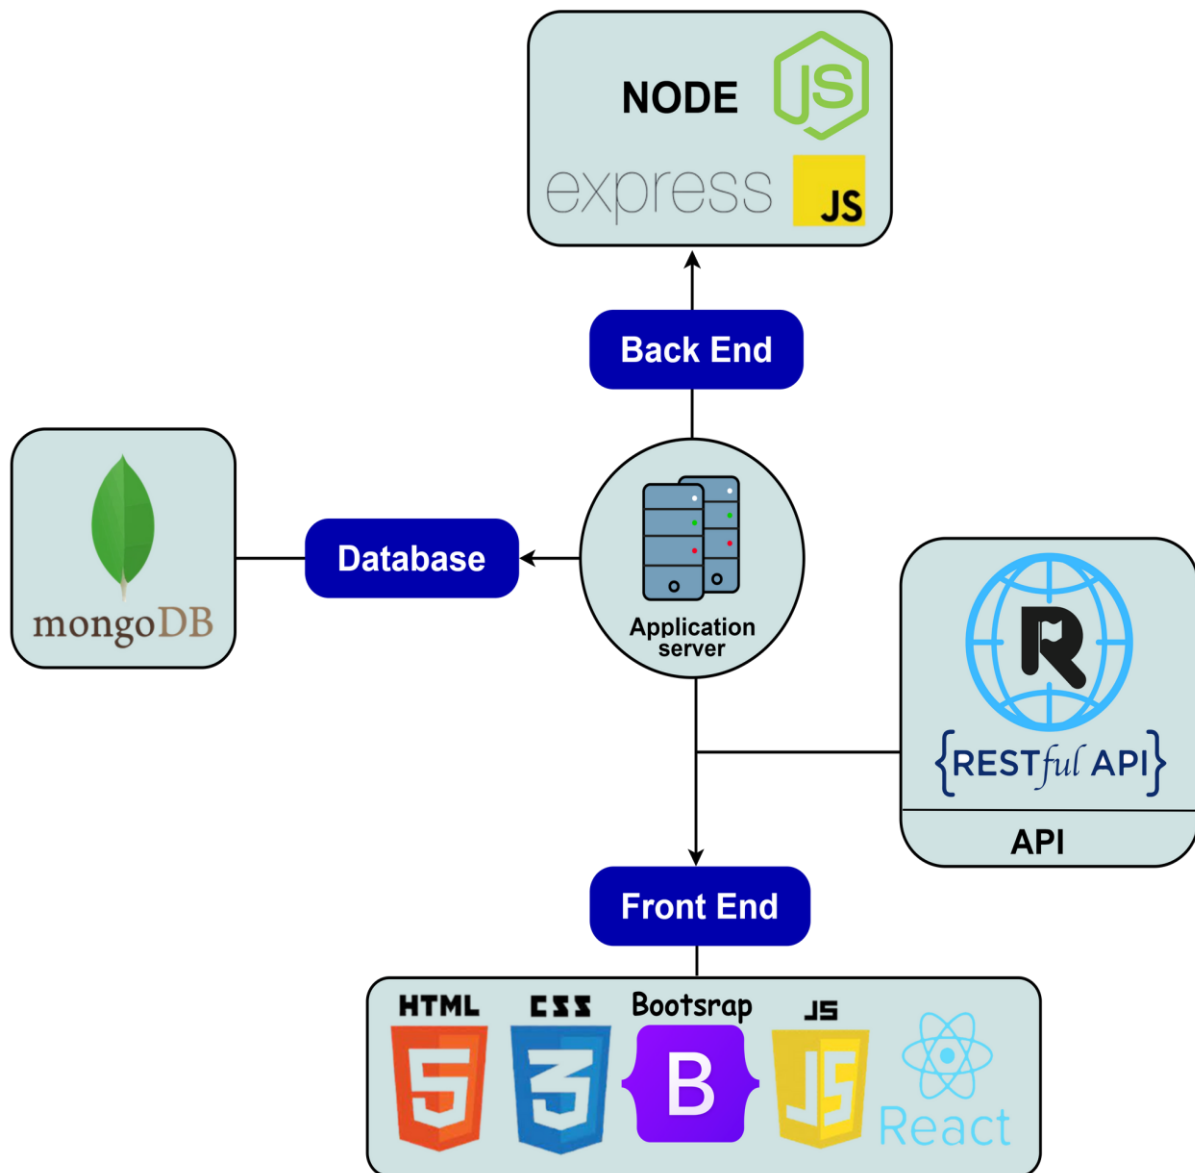 NODE
JS
express
JS
Back End
mongoDB
Database
Application
server
R
{RESTful API}
API
Front End
HTML
5
CSS
3
Bootsrap
B
JS
JS
React